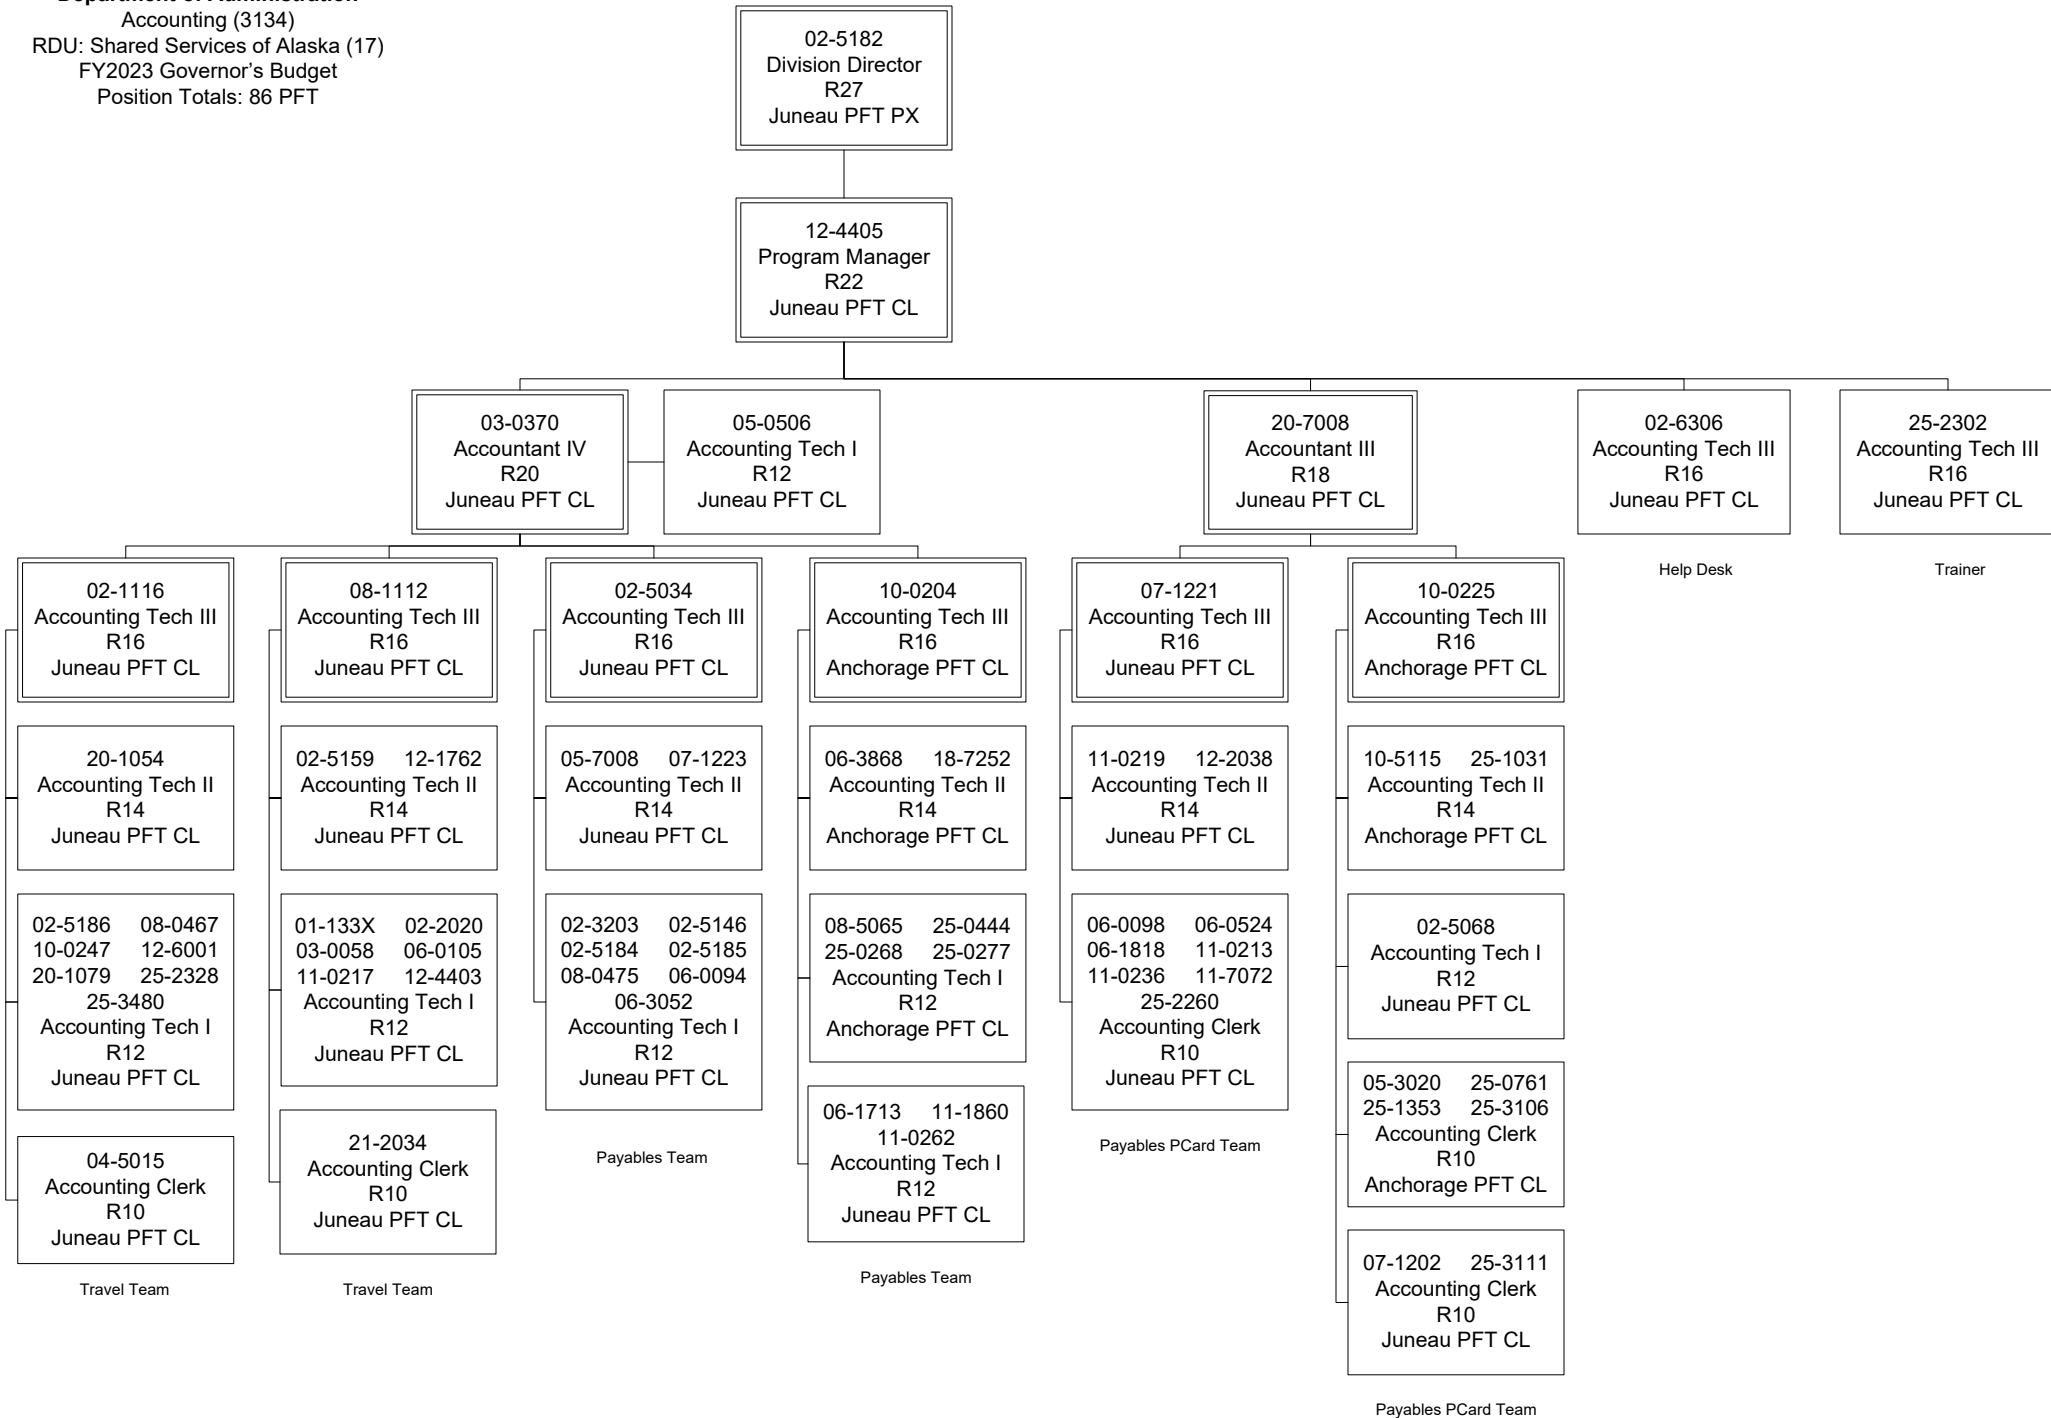 Department of Administration
Accounting (3134)
RDU: Shared Services of Alaska (17)
FY2023 Governor's Budget
Position Totals: 86 PFT
02-5182
Division Director
R27
Juneau PFT PX
12-4405
Program Manager
R22
Juneau PFT CL
03-0370
Accountant IV
R20
Juneau PFT CL
05-0506
Accounting Tech I
R12
Juneau PFT CL
20-7008
Accountant III
R18
Juneau PFT CL
02-6306
Accounting Tech III
R16
Juneau PFT CL
Help Desk
25-2302
Accounting Tech III
R16
Juneau PFT CL
Trainer
02-1116
Accounting Tech III
R16
Juneau PFT CL
20-1054
Accounting Tech II
R14
Juneau PFT CL
02-5186 08-0467
10-0247 12-6001
20-1079 25-2328
25-3480
Accounting Tech I
R12
Juneau PFT CL
04-5015
Accounting Clerk
R10
Juneau PFT CL
Travel Team
08-1112
Accounting Tech III
R16
Juneau PFT CL
02-5159 12-1762
Accounting Tech II
R14
Juneau PFT CL
01-133X 02-2020
03-0058 06-0105
11-0217 12-4403
Accounting Tech I
R12
Juneau PFT CL
21-2034
Accounting Clerk
R10
Juneau PFT CL
Travel Team
02-5034
Accounting Tech III
R16
Juneau PFT CL
05-7008 07-1223
Accounting Tech II
R14
Juneau PFT CL
02-3203 02-5146
02-5184 02-5185
08-0475 06-0094
06-3052
Accounting Tech I
R12
Juneau PFT CL
Payables Team
10-0204
Accounting Tech III
R16
Anchorage PFT CL
06-3868 18-7252
Accounting Tech II
R14
Anchorage PFT CL
08-5065 25-0444
25-0268 25-0277
Accounting Tech I
R12
Anchorage PFT CL
06-1713 11-1860
11-0262
Accounting Tech I
R12
Juneau PFT CL
Payables Team
07-1221
Accounting Tech III
R16
Juneau PFT CL
11-0219 12-2038
Accounting Tech II
R14
Juneau PFT CL
06-0098 06-0524
06-1818 11-0213
11-0236 11-7072
25-2260
Accounting Clerk
R10
Juneau PFT CL
Payables PCard Team
10-0225
Accounting Tech III
R16
Anchorage PFT CL
10-5115 25-1031
Accounting Tech II
R14
Anchorage PFT CL
02-5068
Accounting Tech I
R12
Juneau PFT CL
05-3020 25-0761
25-1353 25-3106
Accounting Clerk
R10
Anchorage PFT CL
07-1202 25-3111
Accounting Clerk
R10
Juneau PFT CL
Payables PCard Team